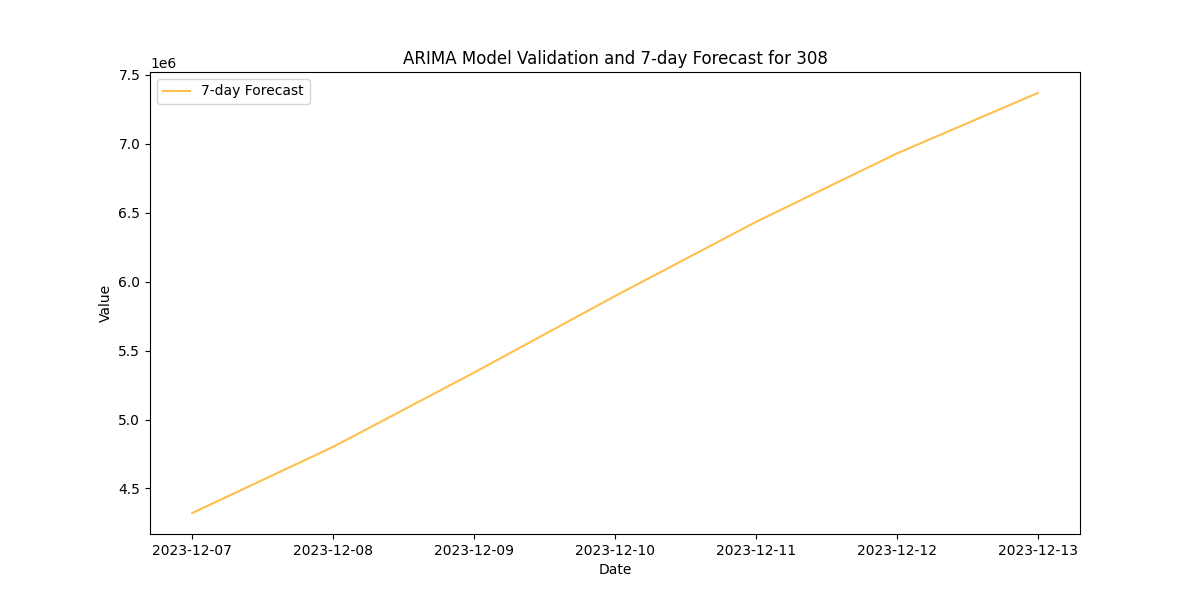 ARIMA Model Validation and 7-day Forecast for 308
1e6
7-day Forecast
7.5
7.0
6.5
6.0
5.5
5.0
4.5
Value
2023-12-07 2023-12-08 2023-12-09 2023-12-10 2023-12-11 2023-12-12 2023-12-13
Date